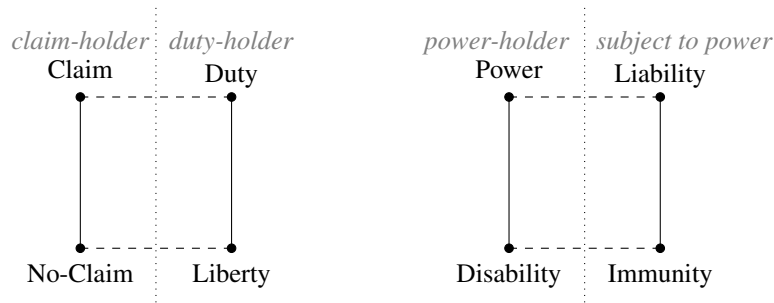 claim-holder duty-holder power-holder subject to power
Claim Duty Power Liability
No-Claim Liberty Disability Immunity